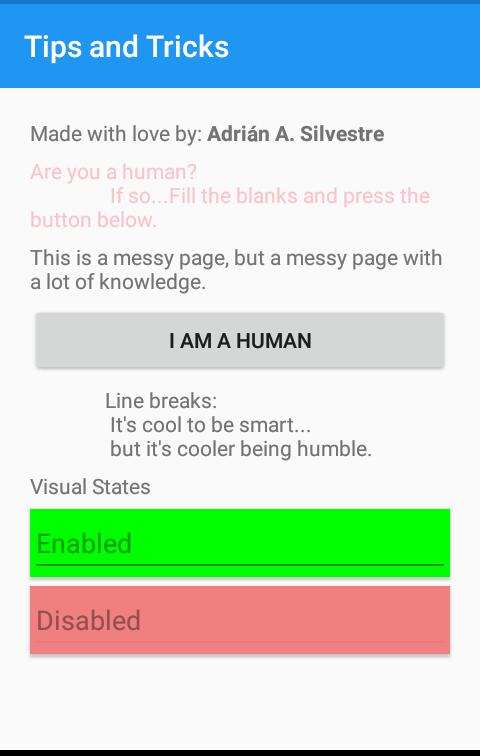 Tips and Tricks
Made with love by: Adrián A. Silvestre
Are you a human?
If so...Fill the blanks and press the
button below.
This is a messy page, but a messy page with
a lot of knowledge.
I AM A HUMAN
Line breaks:
It's cool to be smart...
but it's cooler being humble.
Visual States
Enabled
Disabled